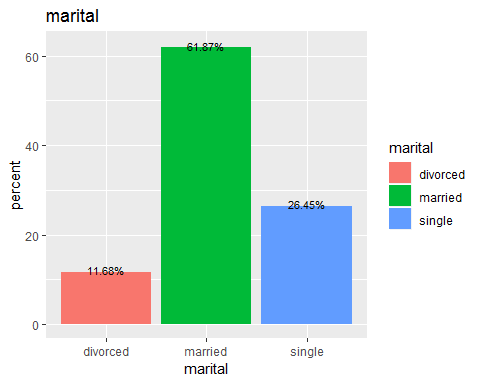 marital
61.87%
26.45%
11.68%
60
40
20
0
percent
divorced married single
marital
marital
divorced
married
single